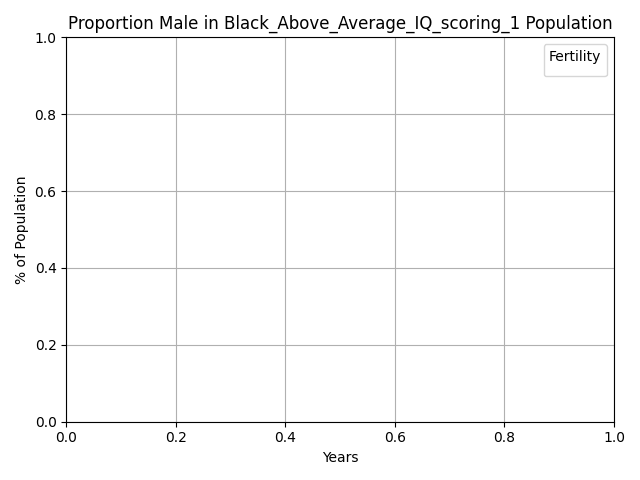 Proportion Male in Black_Above_Average_IQ_scoring_1 Population
Fertility
% of Population
1.0
0.8
0.6
0.4
0.2
0.0
0.0 0.2 0.4 0.6 0.8 1.0
Years